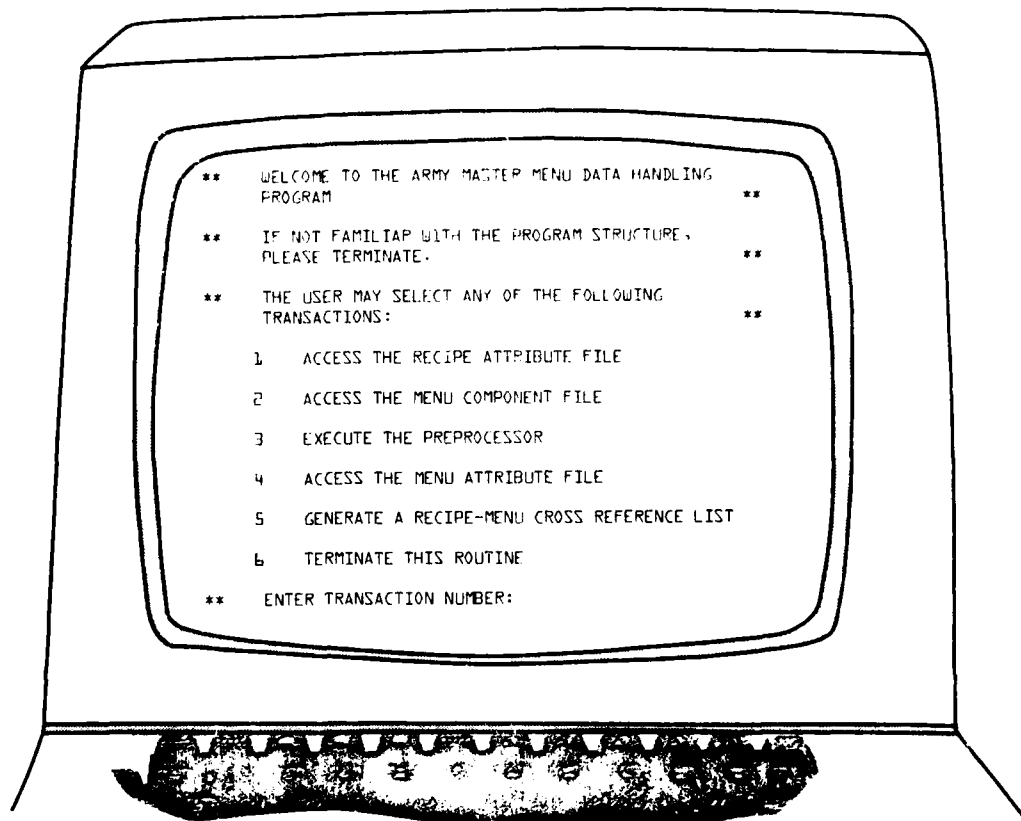 ** WELCOME TO THE ARMY MASTER MENU DATA HANDLING
PROGRAM **
** IF NOT FAMILIAR WITH THE PROGRAM STRUCTURE,
PLEASE TERMINATE. **
** THE USER MAY SELECT ANY OF THE FOLLOWING
TRANSACTIONS: **
1 ACCESS THE RECIPE ATTRIBUTE FILE
2 ACCESS THE MENU COMPONENT FILE
3 EXECUTE THE PREPROCESSOR
4 ACCESS THE MENU ATTRIBUTE FILE
5 GENERATE A RECIPE-MENU CROSS REFERENCE LIST
6 TERMINATE THIS ROUTINE
** ENTER TRANSACTION NUMBER: